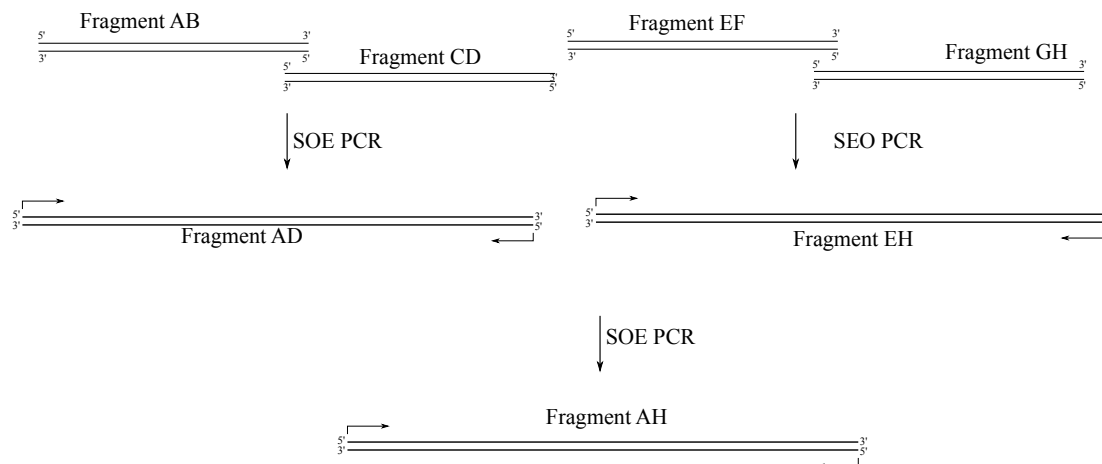 Fragment AB
5' 3'
3' 5'
Fragment CD
5' 3'
3' 5'
Fragment EF
5' 3'
3' 5'
Fragment GH
5' 3'
3' 5'
SOE PCR
SEO PCR
5' 3'
3' 5'
Fragment AD
5'
3'
Fragment EH
SOE PCR
Fragment AH
5' 3'
3' 5'